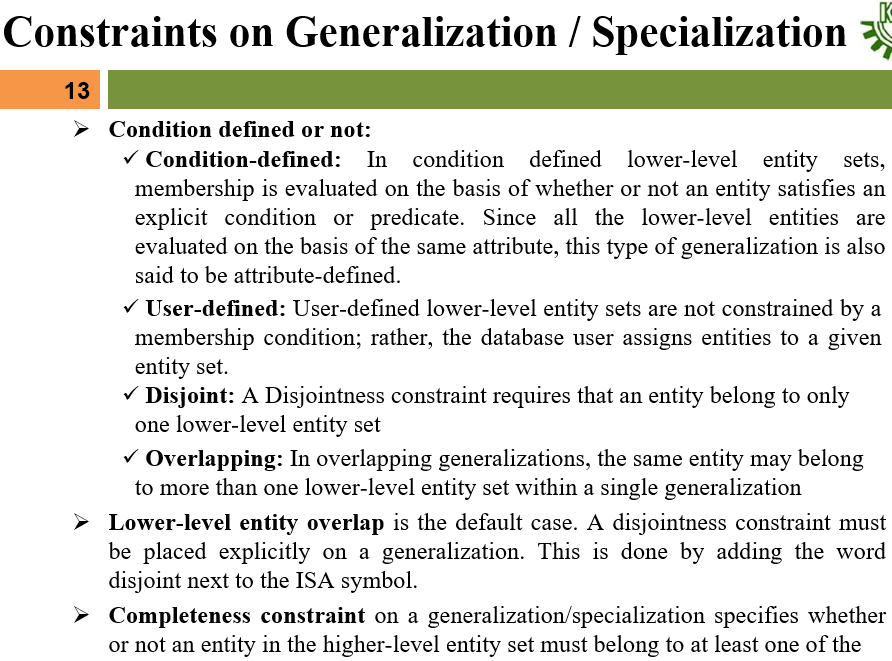 Constraints on Generalization / Specialization
K
13
➢ Condition defined or not:
✓ Condition-defined: In condition defined lower-level entity sets,
membership is evaluated on the basis of whether or not an entity satisfies an
explicit condition or predicate. Since all the lower-level entities are
evaluated on the basis of the same attribute, this type of generalization is also
said to be attribute-defined.
✓ User-defined: User-defined lower-level entity sets are not constrained by a
membership condition; rather, the database user assigns entities to a given
entity set.
✓ Disjoint: A Disjointness constraint requires that an entity belong to only
one lower-level entity set
✓ Overlapping: In overlapping generalizations, the same entity may belong
to more than one lower-level entity set within a single generalization
➢ Lower-level entity overlap is the default case. A disjointness constraint must
be placed explicitly on a generalization. This is done by adding the word
disjoint next to the ISA symbol.
➢ Completeness constraint on a generalization/specialization specifies whether
or not an entity in the higher-level entity set must belong to at least one of the